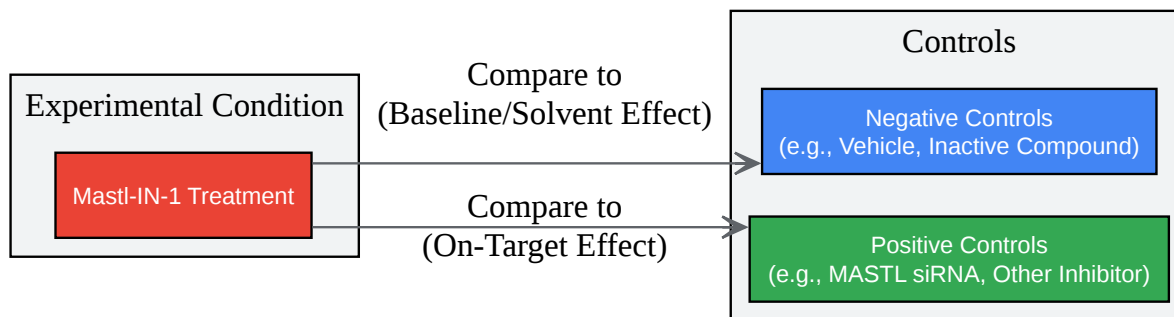 Experimental Condition
Mastl-IN-1 Treatment
Compare to
(Baseline/Solvent Effect)
Compare to
(On-Target Effect)
Controls
Negative Controls
(e.g., Vehicle, Inactive Compound)
Positive Controls
(e.g., MASTL siRNA, Other Inhibitor)